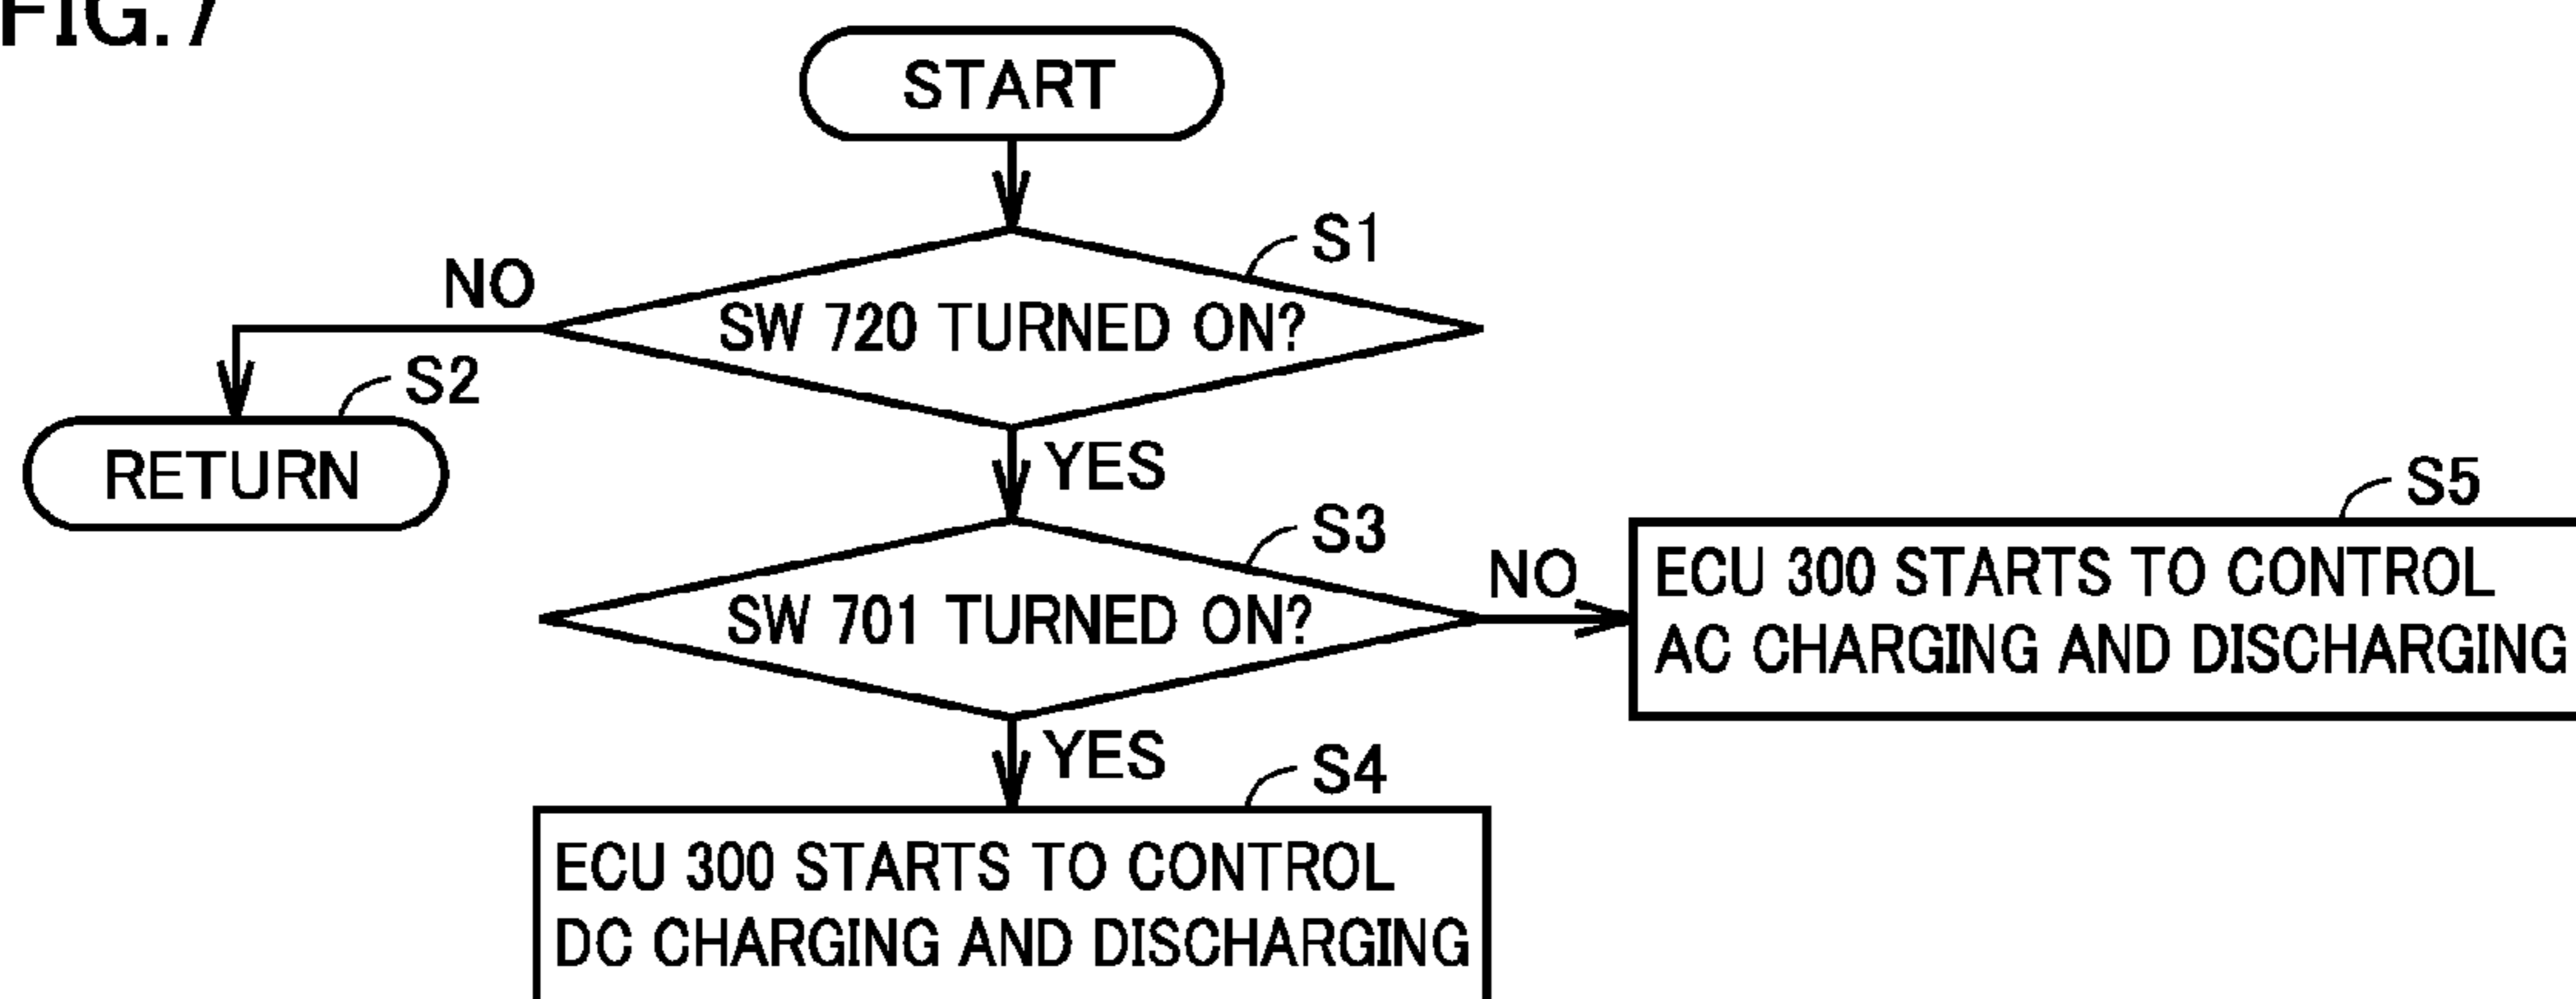 FIG.7
START
S1
NO
SW 720 TURNED ON?
S2
RETURN
YES
S3
SW 701 TURNED ON?
NO
S5
ECU 300 STARTS TO CONTROL
AC CHARGING AND DISCHARGING
YES
S4
ECU 300 STARTS TO CONTROL
DC CHARGING AND DISCHARGING